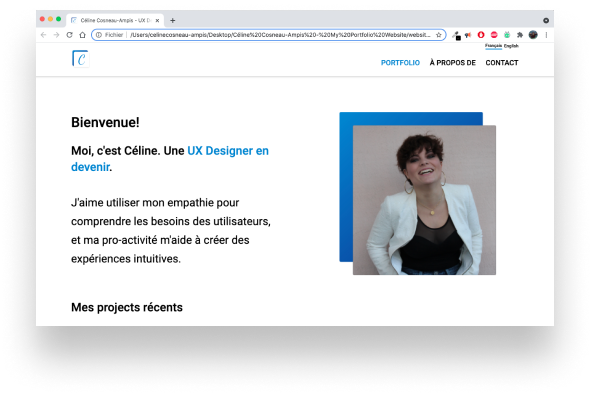 Céline Cosneau-Ampis - UX D
Fichier | /Users/celinecosneau-ampis/Desktop/Céline%20Cosneau-Ampis%20-%20My%20Portfolio%20Website/websit...
Français English
C
PORTFOLIO À PROPOS DE CONTACT
Bienvenue!
Moi, c'est Céline. Une UX Designer en
devenir.
J'aime utiliser mon empathie pour
comprendre les besoins des utilisateurs,
et ma pro-activité m'aide à créer des
expériences intuitives.
Mes projects récents